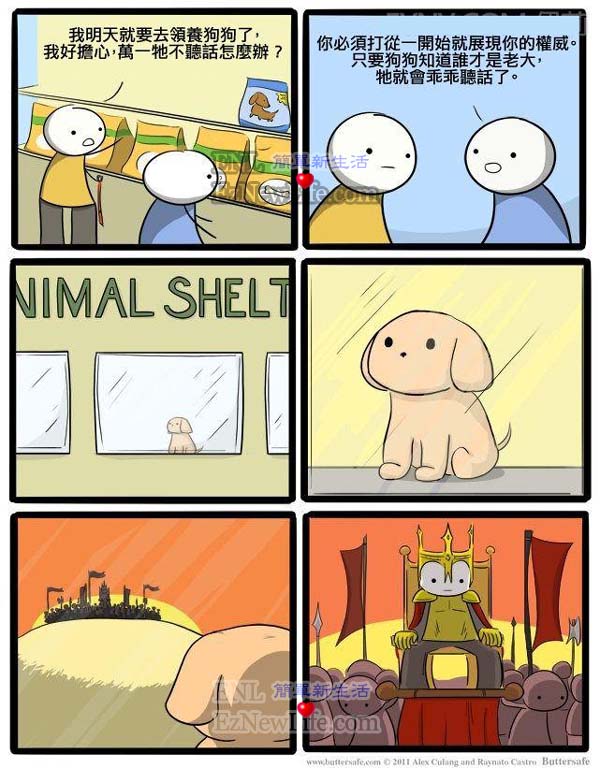 我明天就要去領養狗狗了,
我好擔心,萬一牠不聽話怎麼辦?
你必須打從一開始就展現你的權威。
只要狗狗知道誰才是老大,
牠就會乖乖聽話了。
ENL 簡單新生活
EzNewLife.com
NIMAL SHELT
ENL 簡單新生活
EzNewLife.com
www.buttersafe.com © 2011 Alex Culang and Raynato Castro Buttersafe